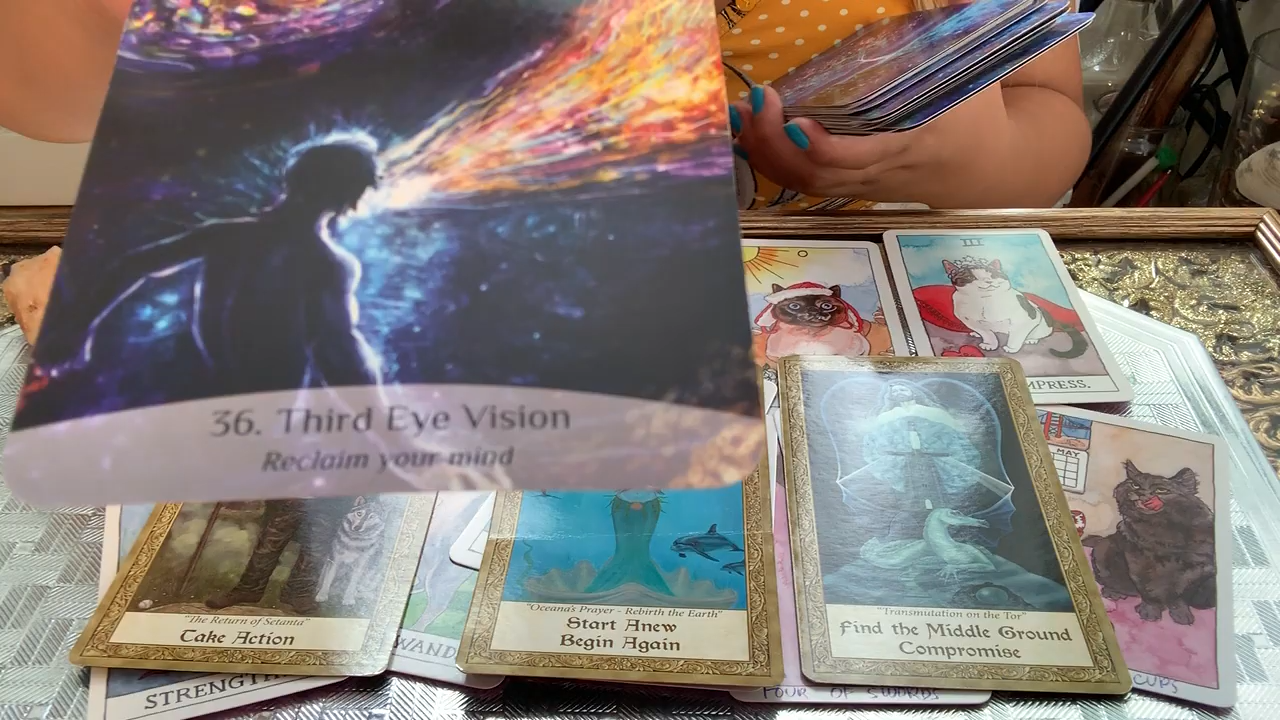 36. Third Eye Vision
Reclaim your mind
III
MPRESS.
MAY
"The Return of Setanta"
Take Action
"Oceana's Prayer - Rebirth the Earth"
Start Anew
Begin Again
"Transmutation on the Tor"
Find the Middle Ground
Compromise
WAND
STRENGTH
FOUR OF SWORDS
CUPS